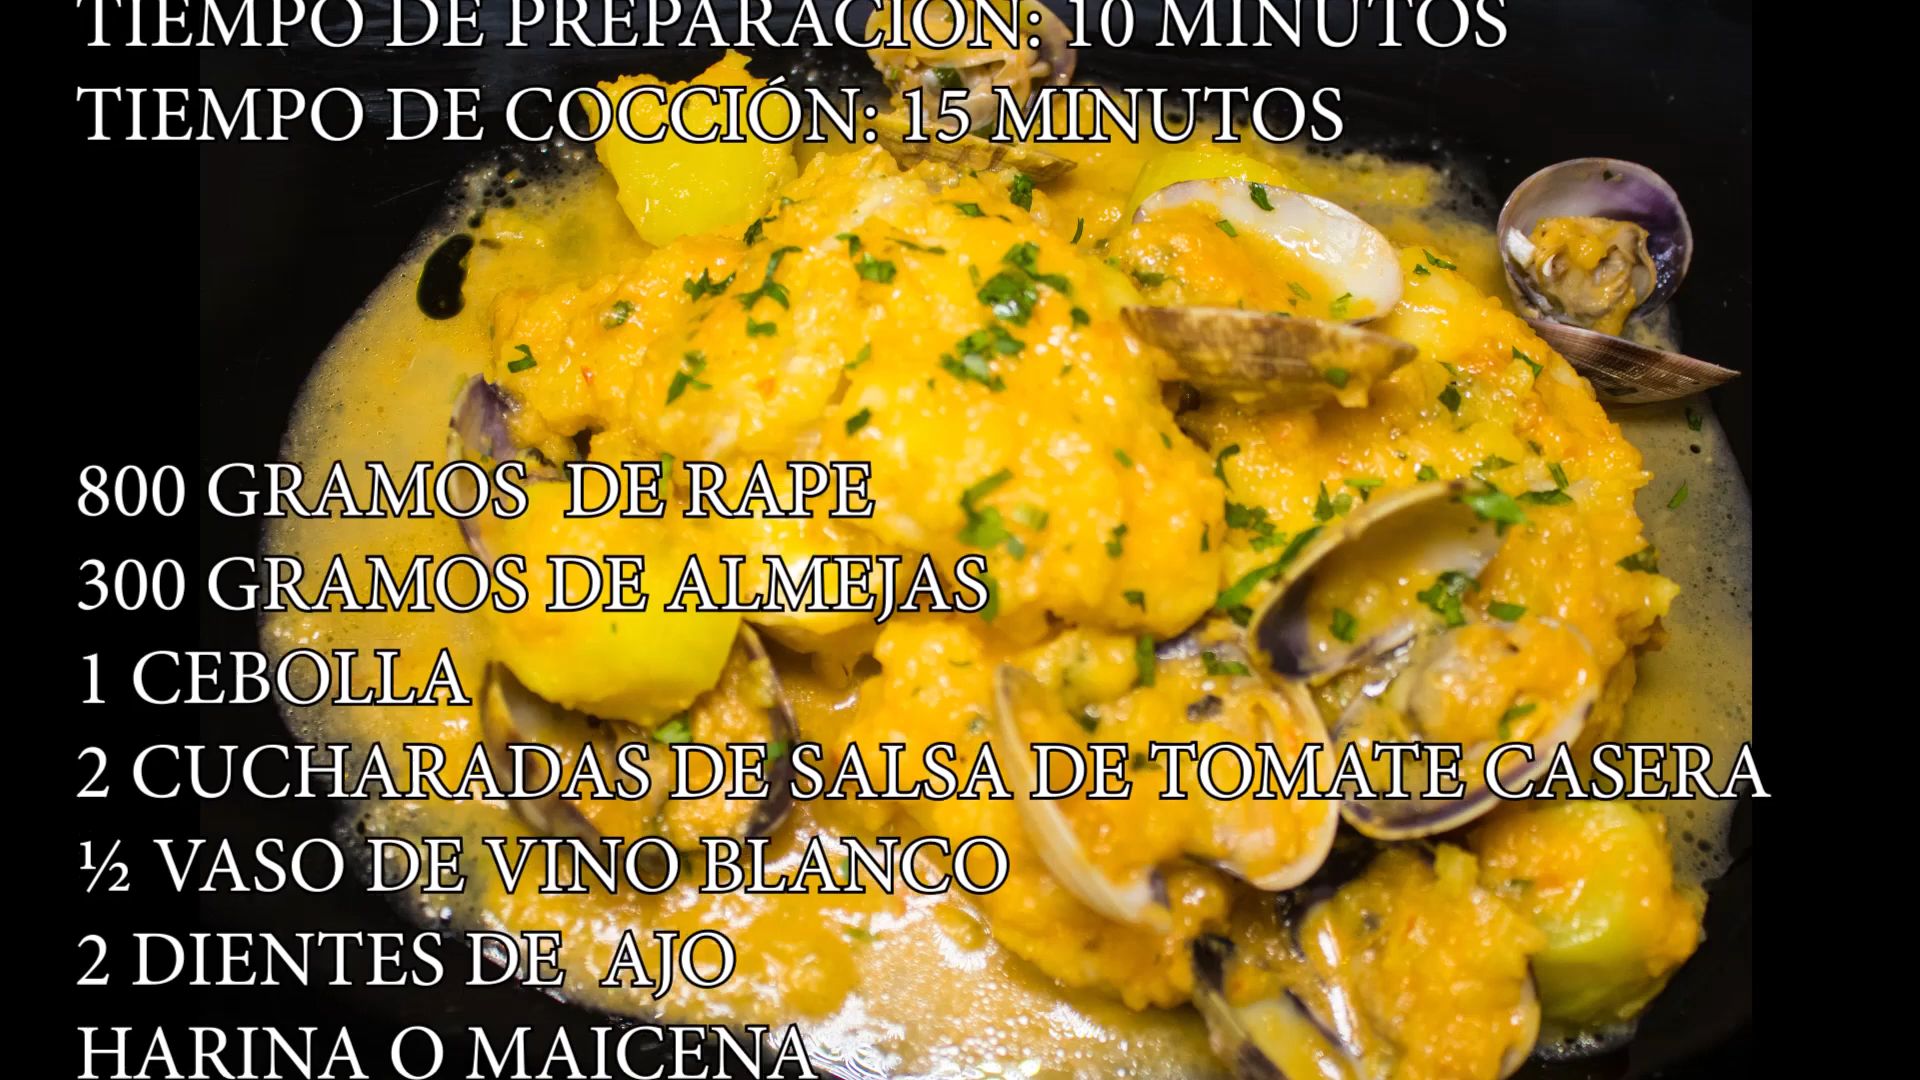 TIEMPO DE PREPARACIÓN: 10 MINUTOS
TIEMPO DE COCCIÓN: 15 MINUTOS
800 GRAMOS DE RAPE
300 GRAMOS DE ALMEJAS
1 CEBOLLA
2 CUCHARADAS DE SALSA DE TOMATE CASERA
½ VASO DE VINO BLANCO
2 DIENTES DE AJO
HARINA O MAICENA